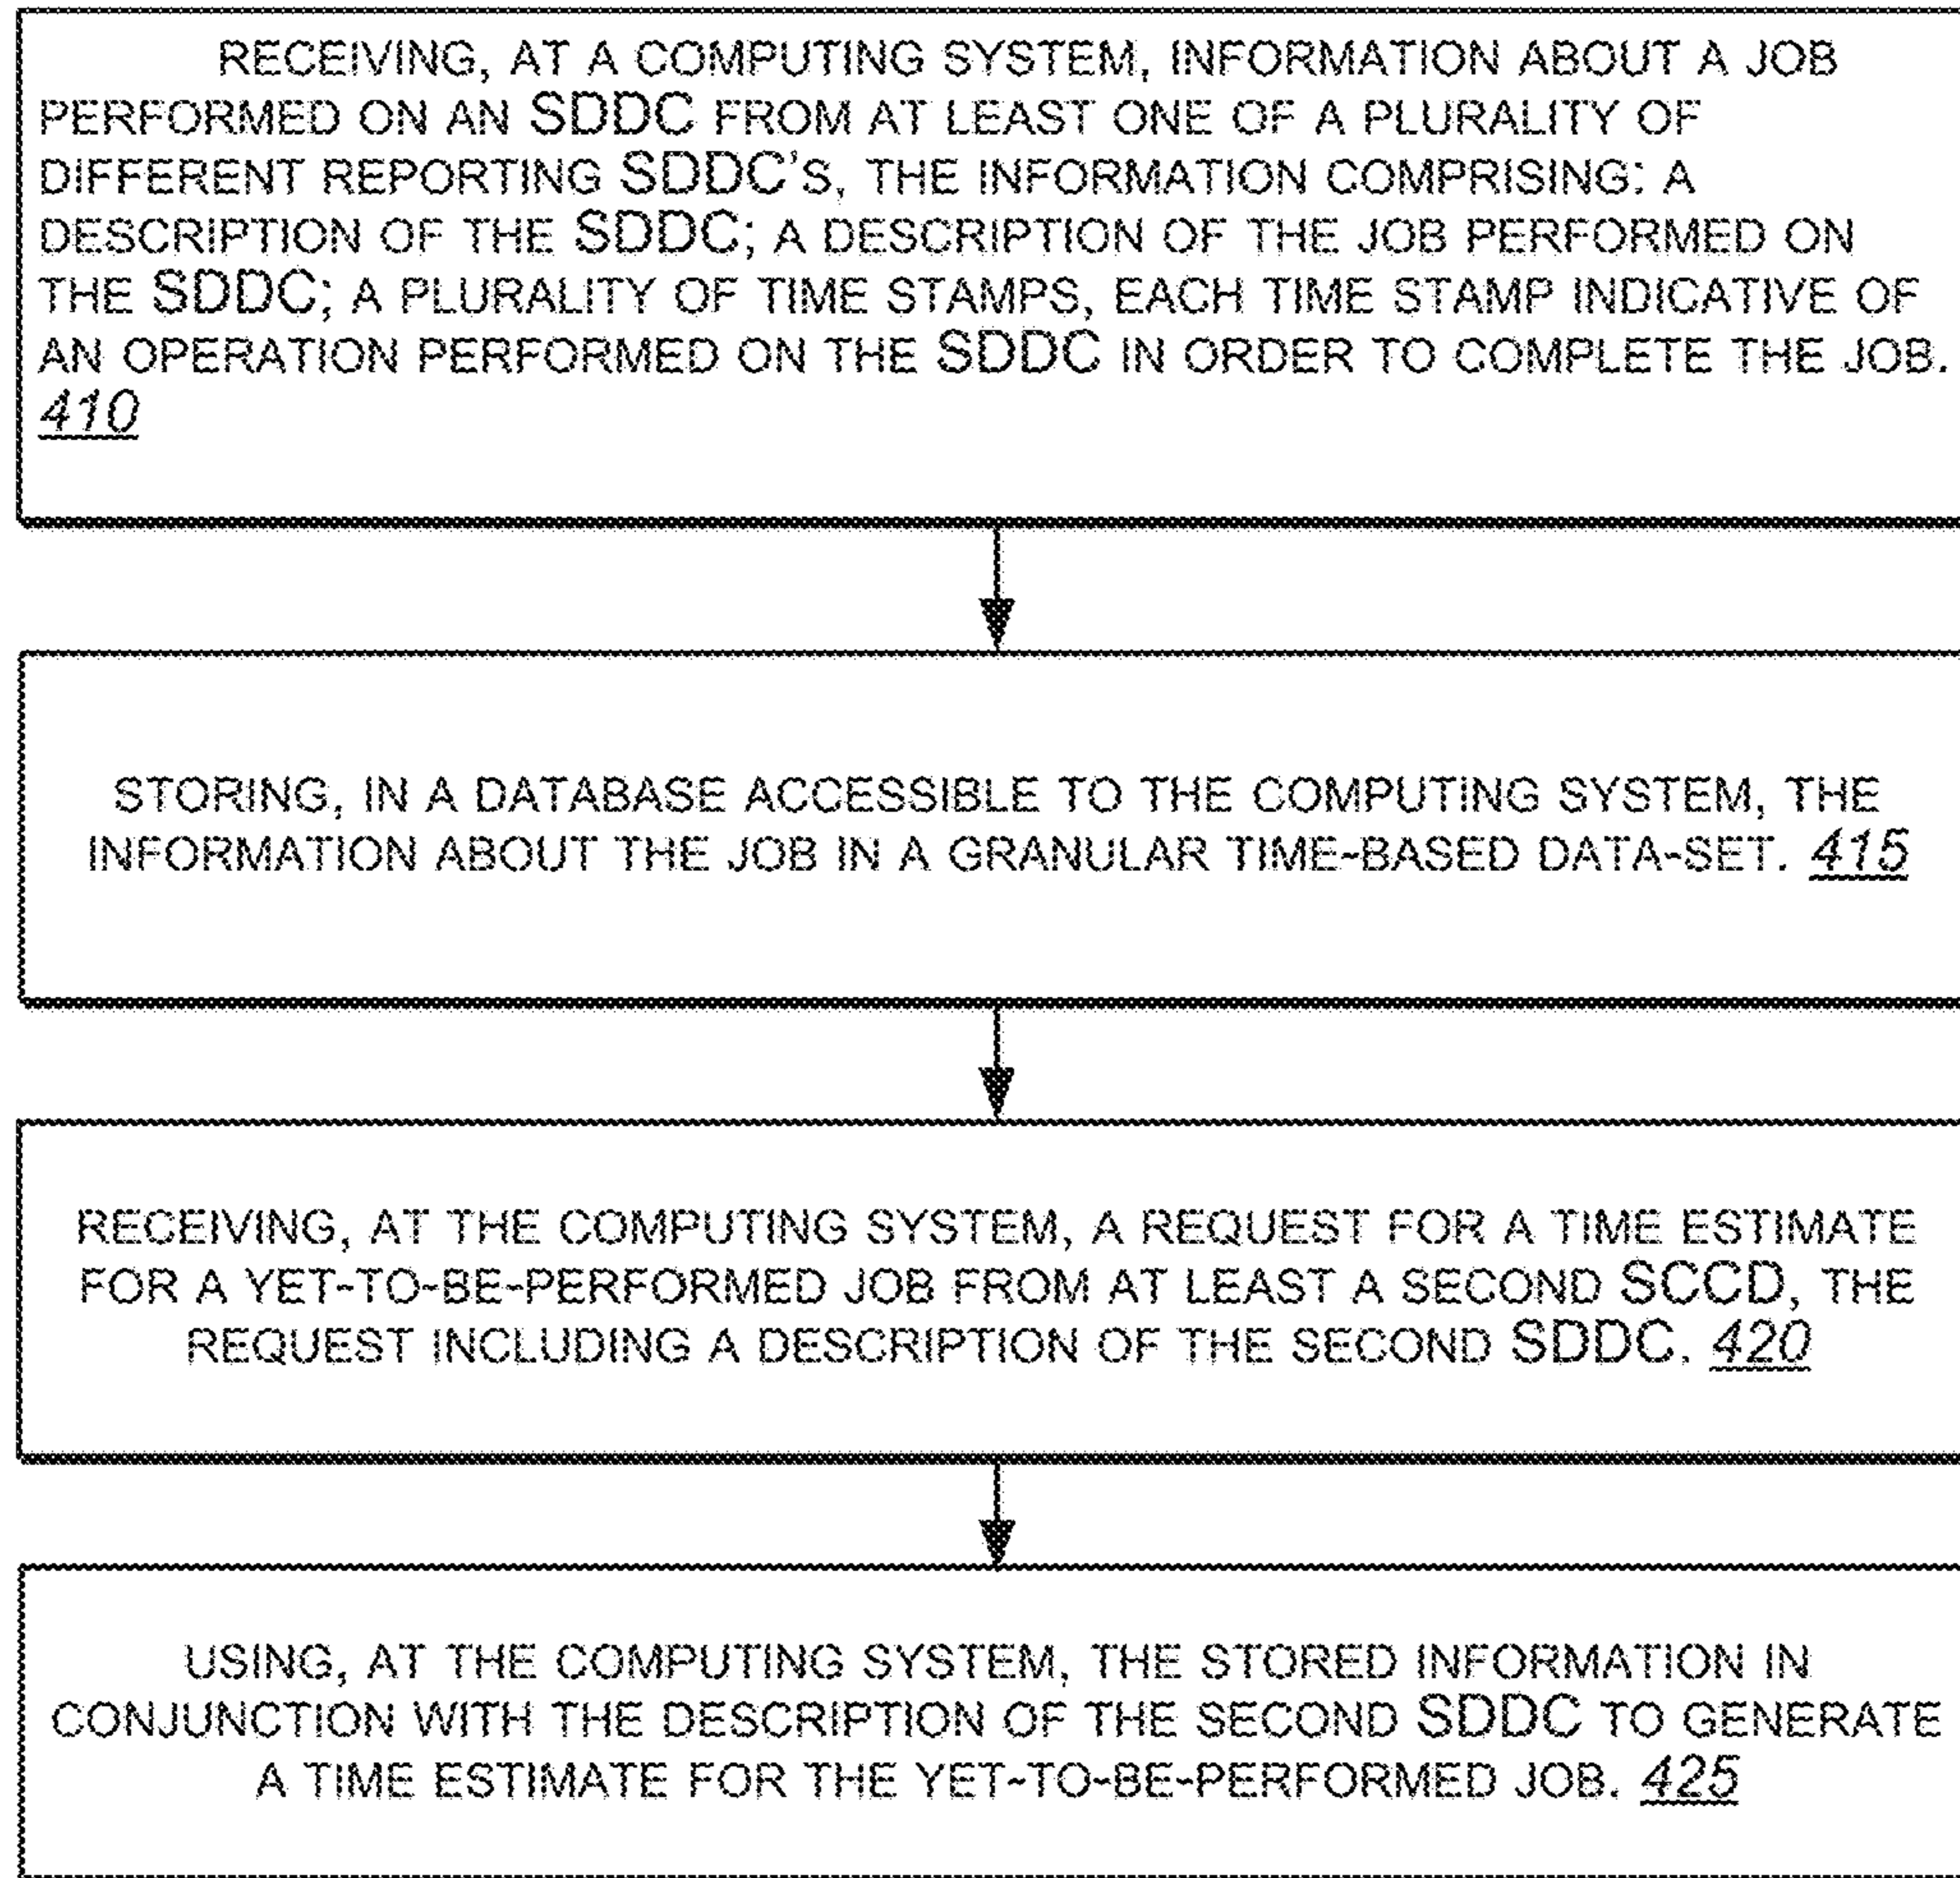 RECEIVING, AT A COMPUTING SYSTEM, INFORMATION ABOUT A JOB
PERFORMED ON AN SDDC FROM AT LEAST ONE OF A PLURALITY OF
DIFFERENT REPORTING SDDC'S, THE INFORMATION COMPRISING: A
DESCRIPTION OF THE SDDC; A DESCRIPTION OF THE JOB PERFORMED ON
THE SDDC; A PLURALITY OF TIME STAMPS, EACH TIME STAMP INDICATIVE OF
AN OPERATION PERFORMED ON THE SDDC IN ORDER TO COMPLETE THE JOB.
410
STORING, IN A DATABASE ACCESSIBLE TO THE COMPUTING SYSTEM, THE
INFORMATION ABOUT THE JOB IN A GRANULAR TIME-BASED DATA-SET. 415
RECEIVING, AT THE COMPUTING SYSTEM, A REQUEST FOR A TIME ESTIMATE
FOR A YET-TO-BE-PERFORMED JOB FROM AT LEAST A SECOND SCCD, THE
REQUEST INCLUDING A DESCRIPTION OF THE SECOND SDDC. 420
USING, AT THE COMPUTING SYSTEM, THE STORED INFORMATION IN
CONJUNCTION WITH THE DESCRIPTION OF THE SECOND SDDC TO GENERATE
A TIME ESTIMATE FOR THE YET-TO-BE-PERFORMED JOB. 425